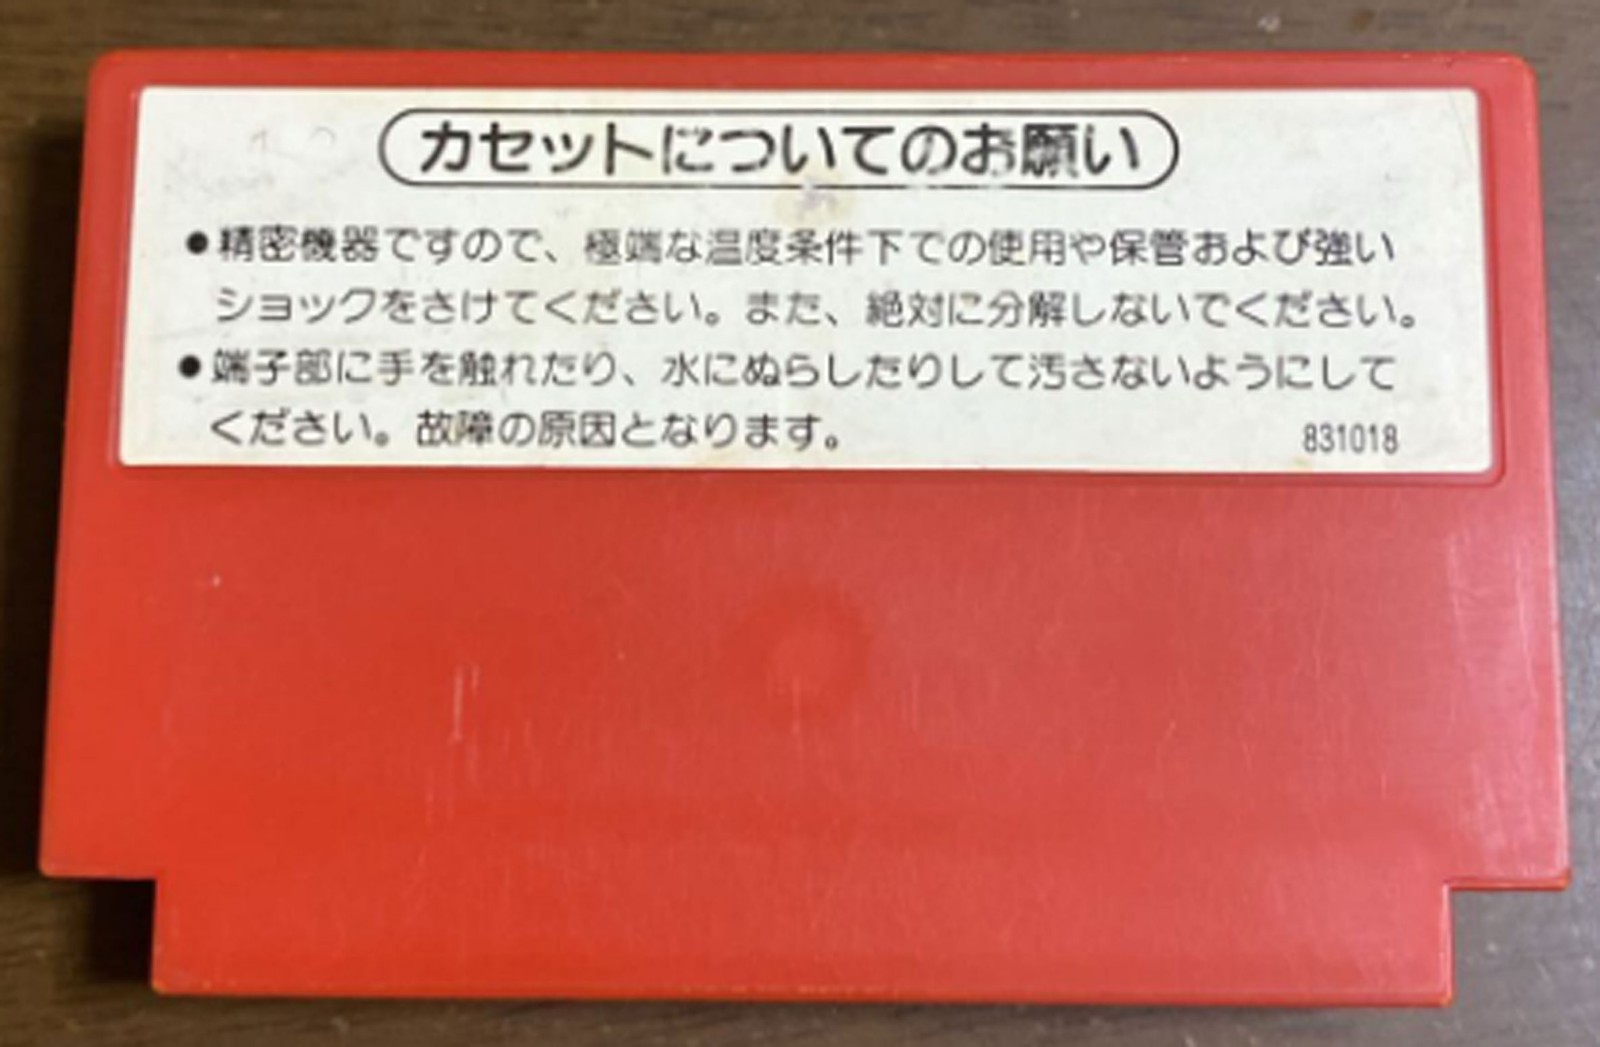 カセットについてのお願い
●精密機器ですので、極端な温度条件下での使用や保管および強い
ショックをさけてください。また、絶対に分解しないでください。
●端子部に手を触れたり、水にぬらしたりして汚さないようにして
ください。故障の原因となります。
831018